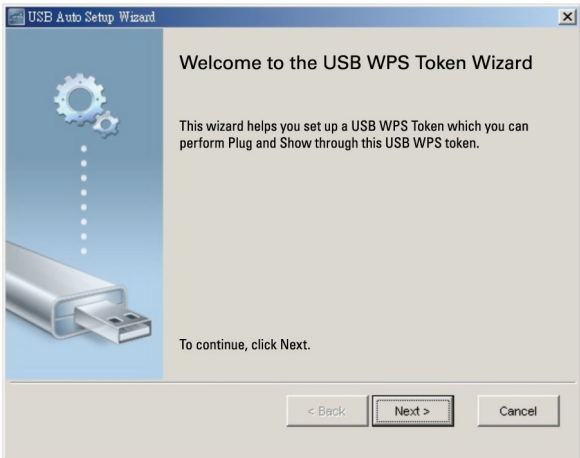 USB Auto Setup Wizard
Welcome to the USB WPS Token Wizard
This wizard helps you set up a USB WPS Token which you can
perform Plug and Show through this USB WPS token.
To continue, click Next.
< Back
Next >
Cancel